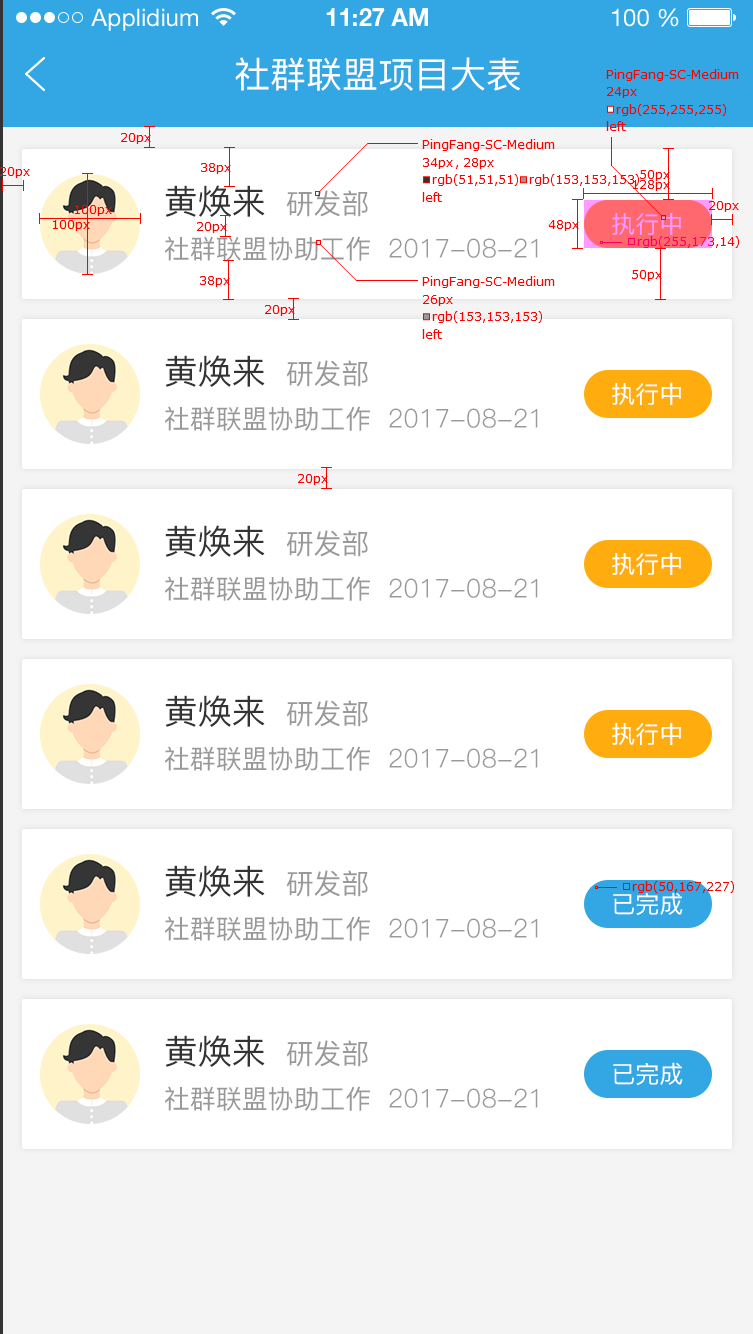 Applidium 11:27 AM 100 %
社群联盟项目大表
PingFang-SC-Medium
24px
rgb(255,255,255)
left
20px
38px
PingFang-SC-Medium
34px, 28px
rgb(51,51,51) rgb(153,153,153)
left
50px
128px
20px
20px
黄焕来 研发部
100px
100px
20px
48px
执行中
rgb(255,173,14)
社群联盟协助工作 2017-08-21
38px
50px
PingFang-SC-Medium
26px
rgb(153,153,153)
left
20px
黄焕来 研发部
社群联盟协助工作 2017-08-21
执行中
20px
黄焕来 研发部
社群联盟协助工作 2017-08-21
执行中
黄焕来 研发部
社群联盟协助工作 2017-08-21
执行中
黄焕来 研发部
rgb(50,167,227)
社群联盟协助工作 2017-08-21
已完成
黄焕来 研发部
社群联盟协助工作 2017-08-21
已完成